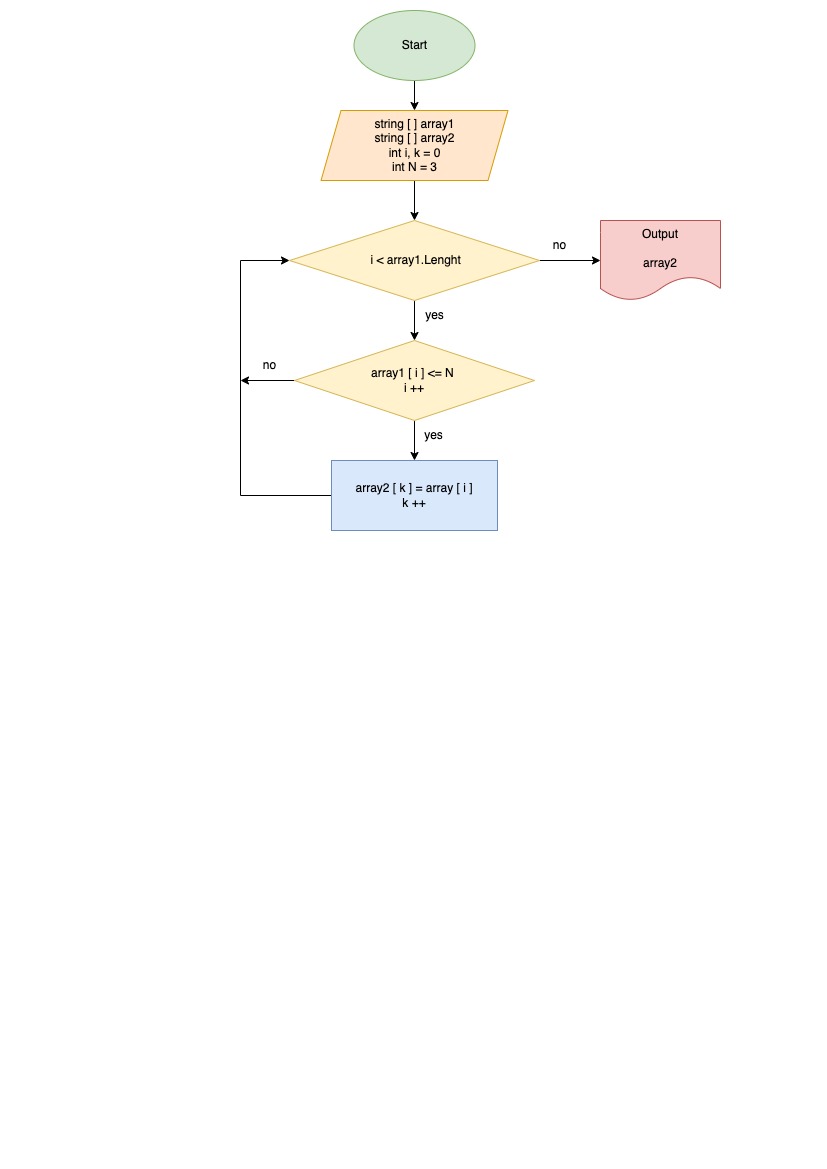 Start
string [ ] array1
string [ ] array2
int i, k = 0
int N = 3
i < array1.Lenght
no
Output
array2
yes
no
array1 [ i ] <= N
i ++
yes
array2 [ k ] = array [ i ]
k ++